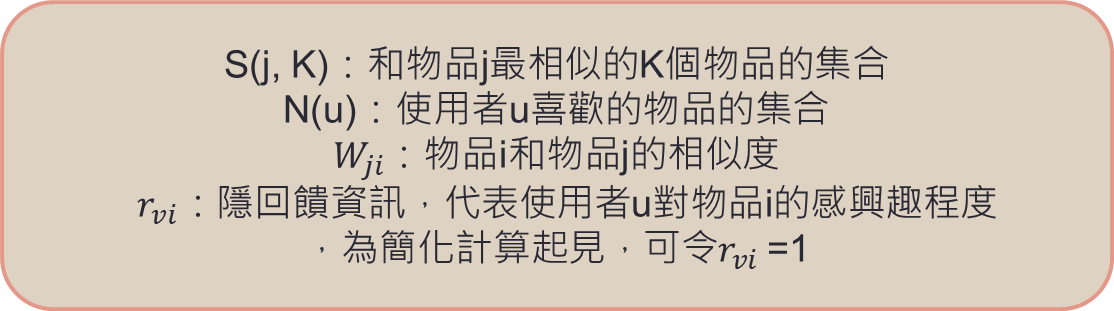 S(j, K)：和物品j最相似的K個物品的集合
N(u)：使用者u喜歡的物品的集合
𝑊𝑗𝑖：物品i和物品j的相似度
𝑟𝑣𝑖：隱回饋資訊，代表使用者u對物品i的感興趣程度
，為簡化計算起見，可令𝑟𝑣𝑖 =1